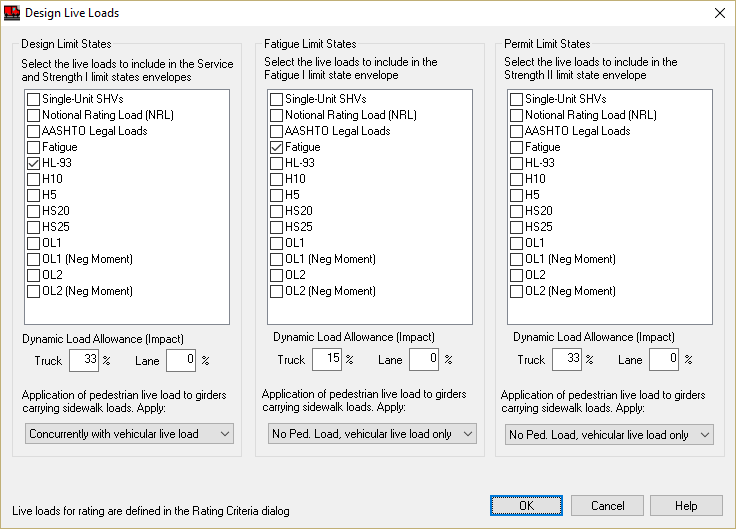 Design Live Loads
Design Limit States
Select the live loads to include in the Service
and Strength I limit states envelopes
Single-Unit SHVs
Notional Rating Load (NRL)
AASHTO Legal Loads
Fatigue
HL-93
H10
H5
HS20
HS25
OL1
OL1 (Neg Moment)
OL2
OL2 (Neg Moment)
Dynamic Load Allowance (Impact)
Truck 33 % Lane 0 %
Application of pedestrian live load to girders
carrying sidewalk loads. Apply:
Concurrently with vehicular live load
Fatigue Limit States
Select the live loads to include in the
Fatigue I limit state envelope
Single-Unit SHVs
Notional Rating Load (NRL)
AASHTO Legal Loads
Fatigue
HL-93
H10
H5
HS20
HS25
OL1
OL1 (Neg Moment)
OL2
OL2 (Neg Moment)
Dynamic Load Allowance (Impact)
Truck 15 % Lane 0 %
Application of pedestrian live load to girders
carrying sidewalk loads. Apply:
No Ped. Load, vehicular live load only
Permit Limit States
Select the live loads to include in the
Strength II limit state envelope
Single-Unit SHVs
Notional Rating Load (NRL)
AASHTO Legal Loads
Fatigue
HL-93
H10
H5
HS20
HS25
OL1
OL1 (Neg Moment)
OL2
OL2 (Neg Moment)
Dynamic Load Allowance (Impact)
Truck 33 % Lane 0 %
Application of pedestrian live load to girders
carrying sidewalk loads. Apply:
No Ped. Load, vehicular live load only
Live loads for rating are defined in the Rating Criteria dialog
OK Cancel Help